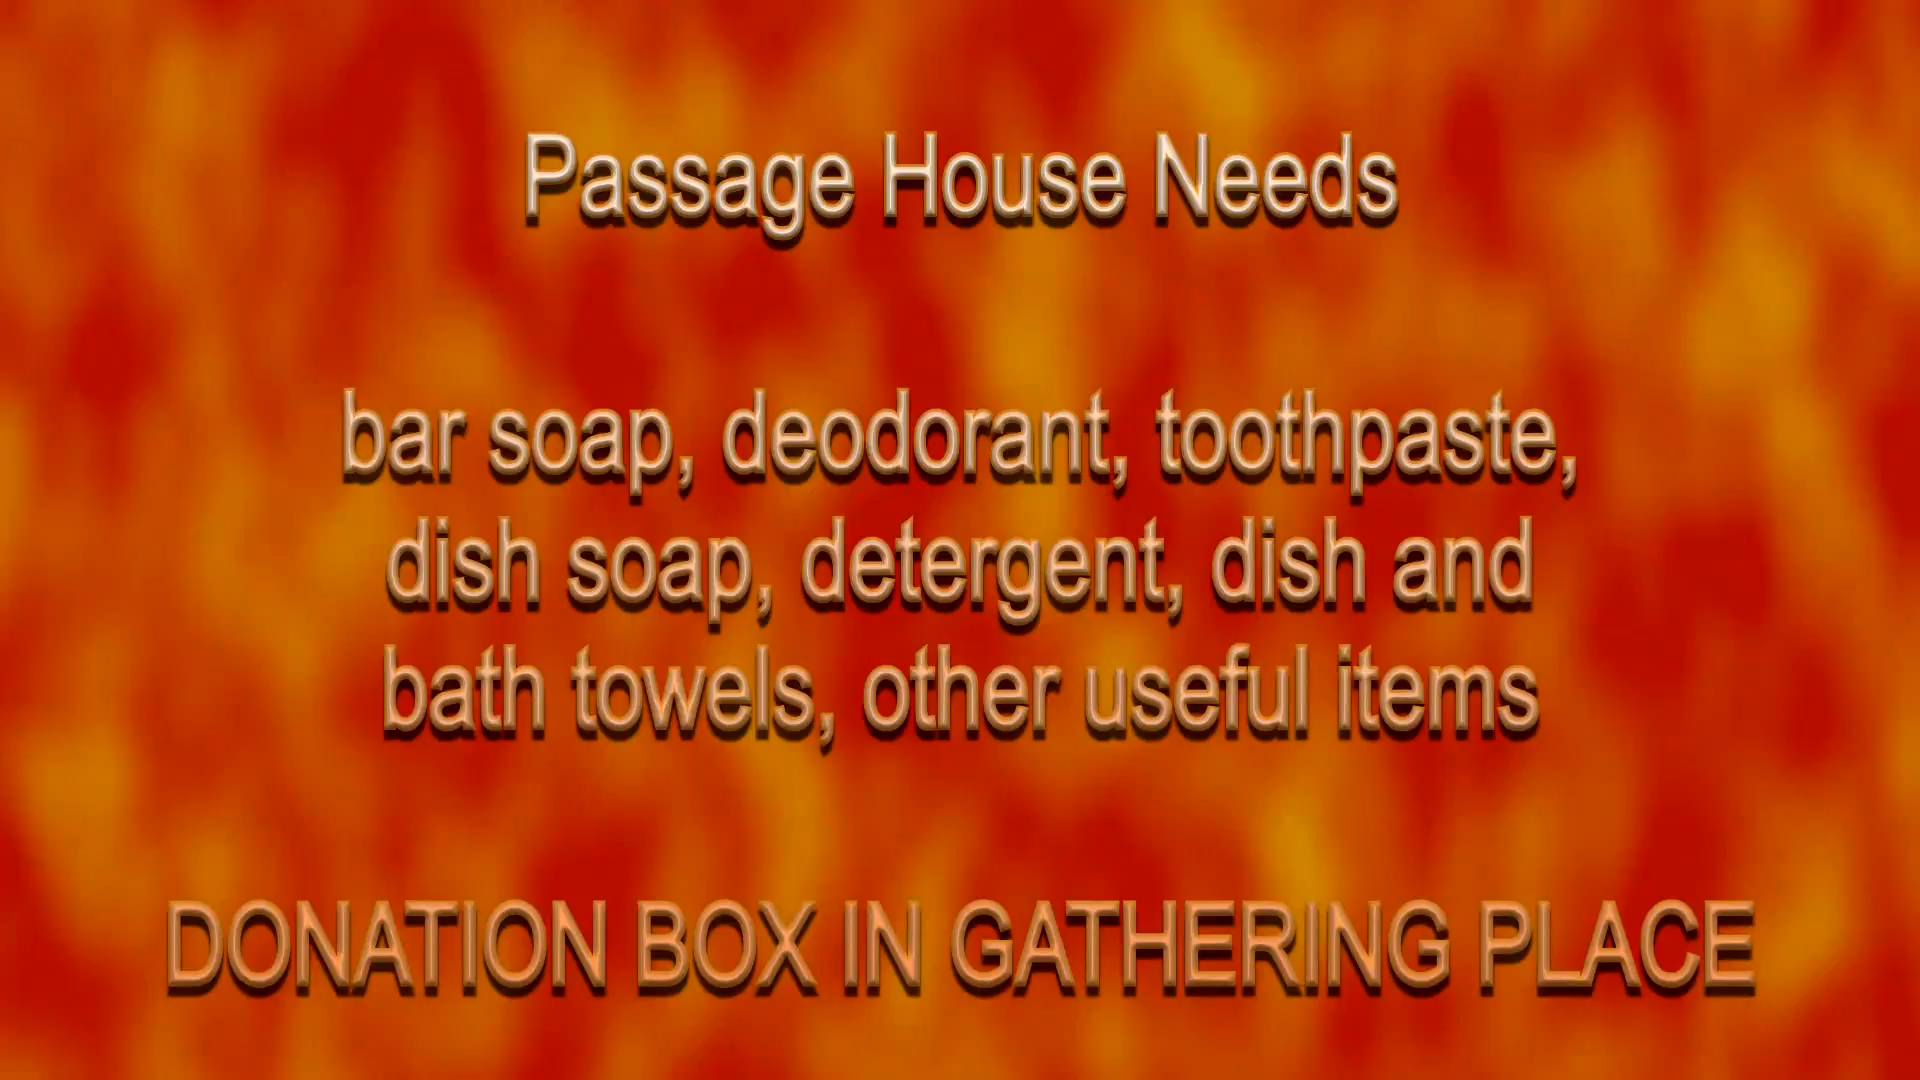 Passage House Needs
bar soap, deodorant, toothpaste,
dish soap, detergent, dish and
bath towels, other useful items
DONATION BOX IN GATHERING PLACE